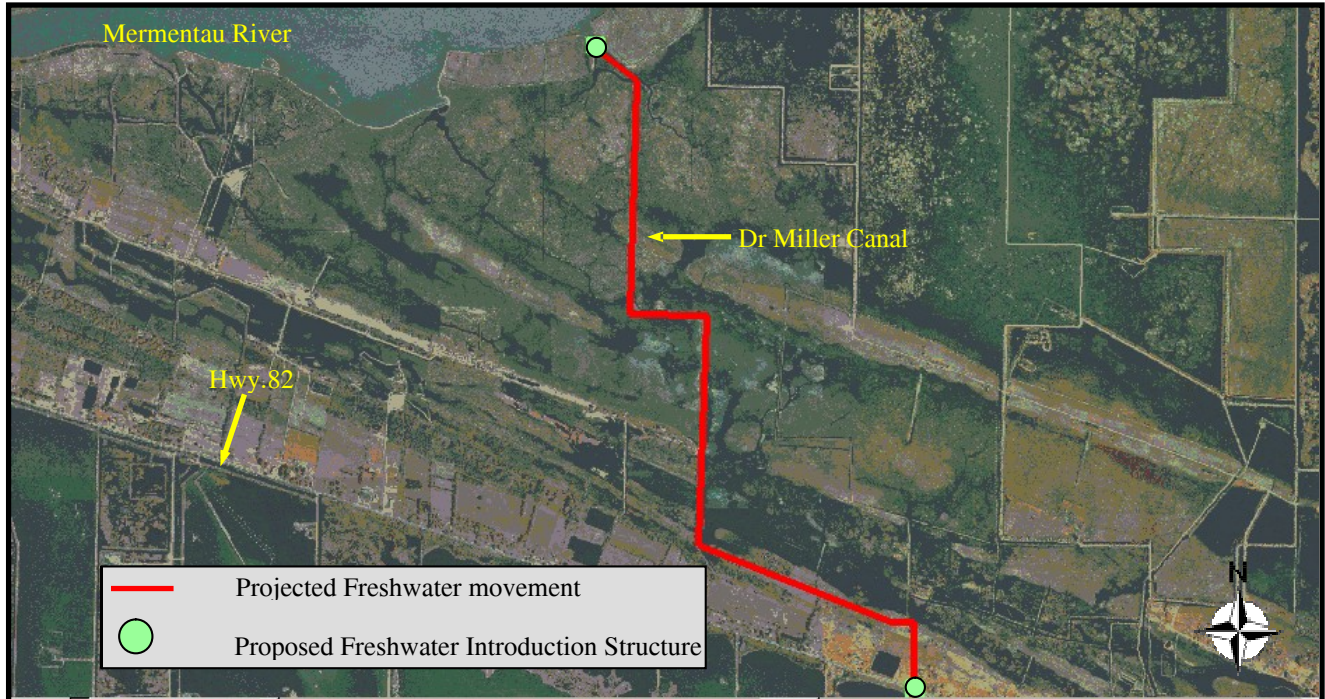 Mermentau River
Dr Miller Canal
Hwy.82
Projected Freshwater movement
Proposed Freshwater Introduction Structure
N